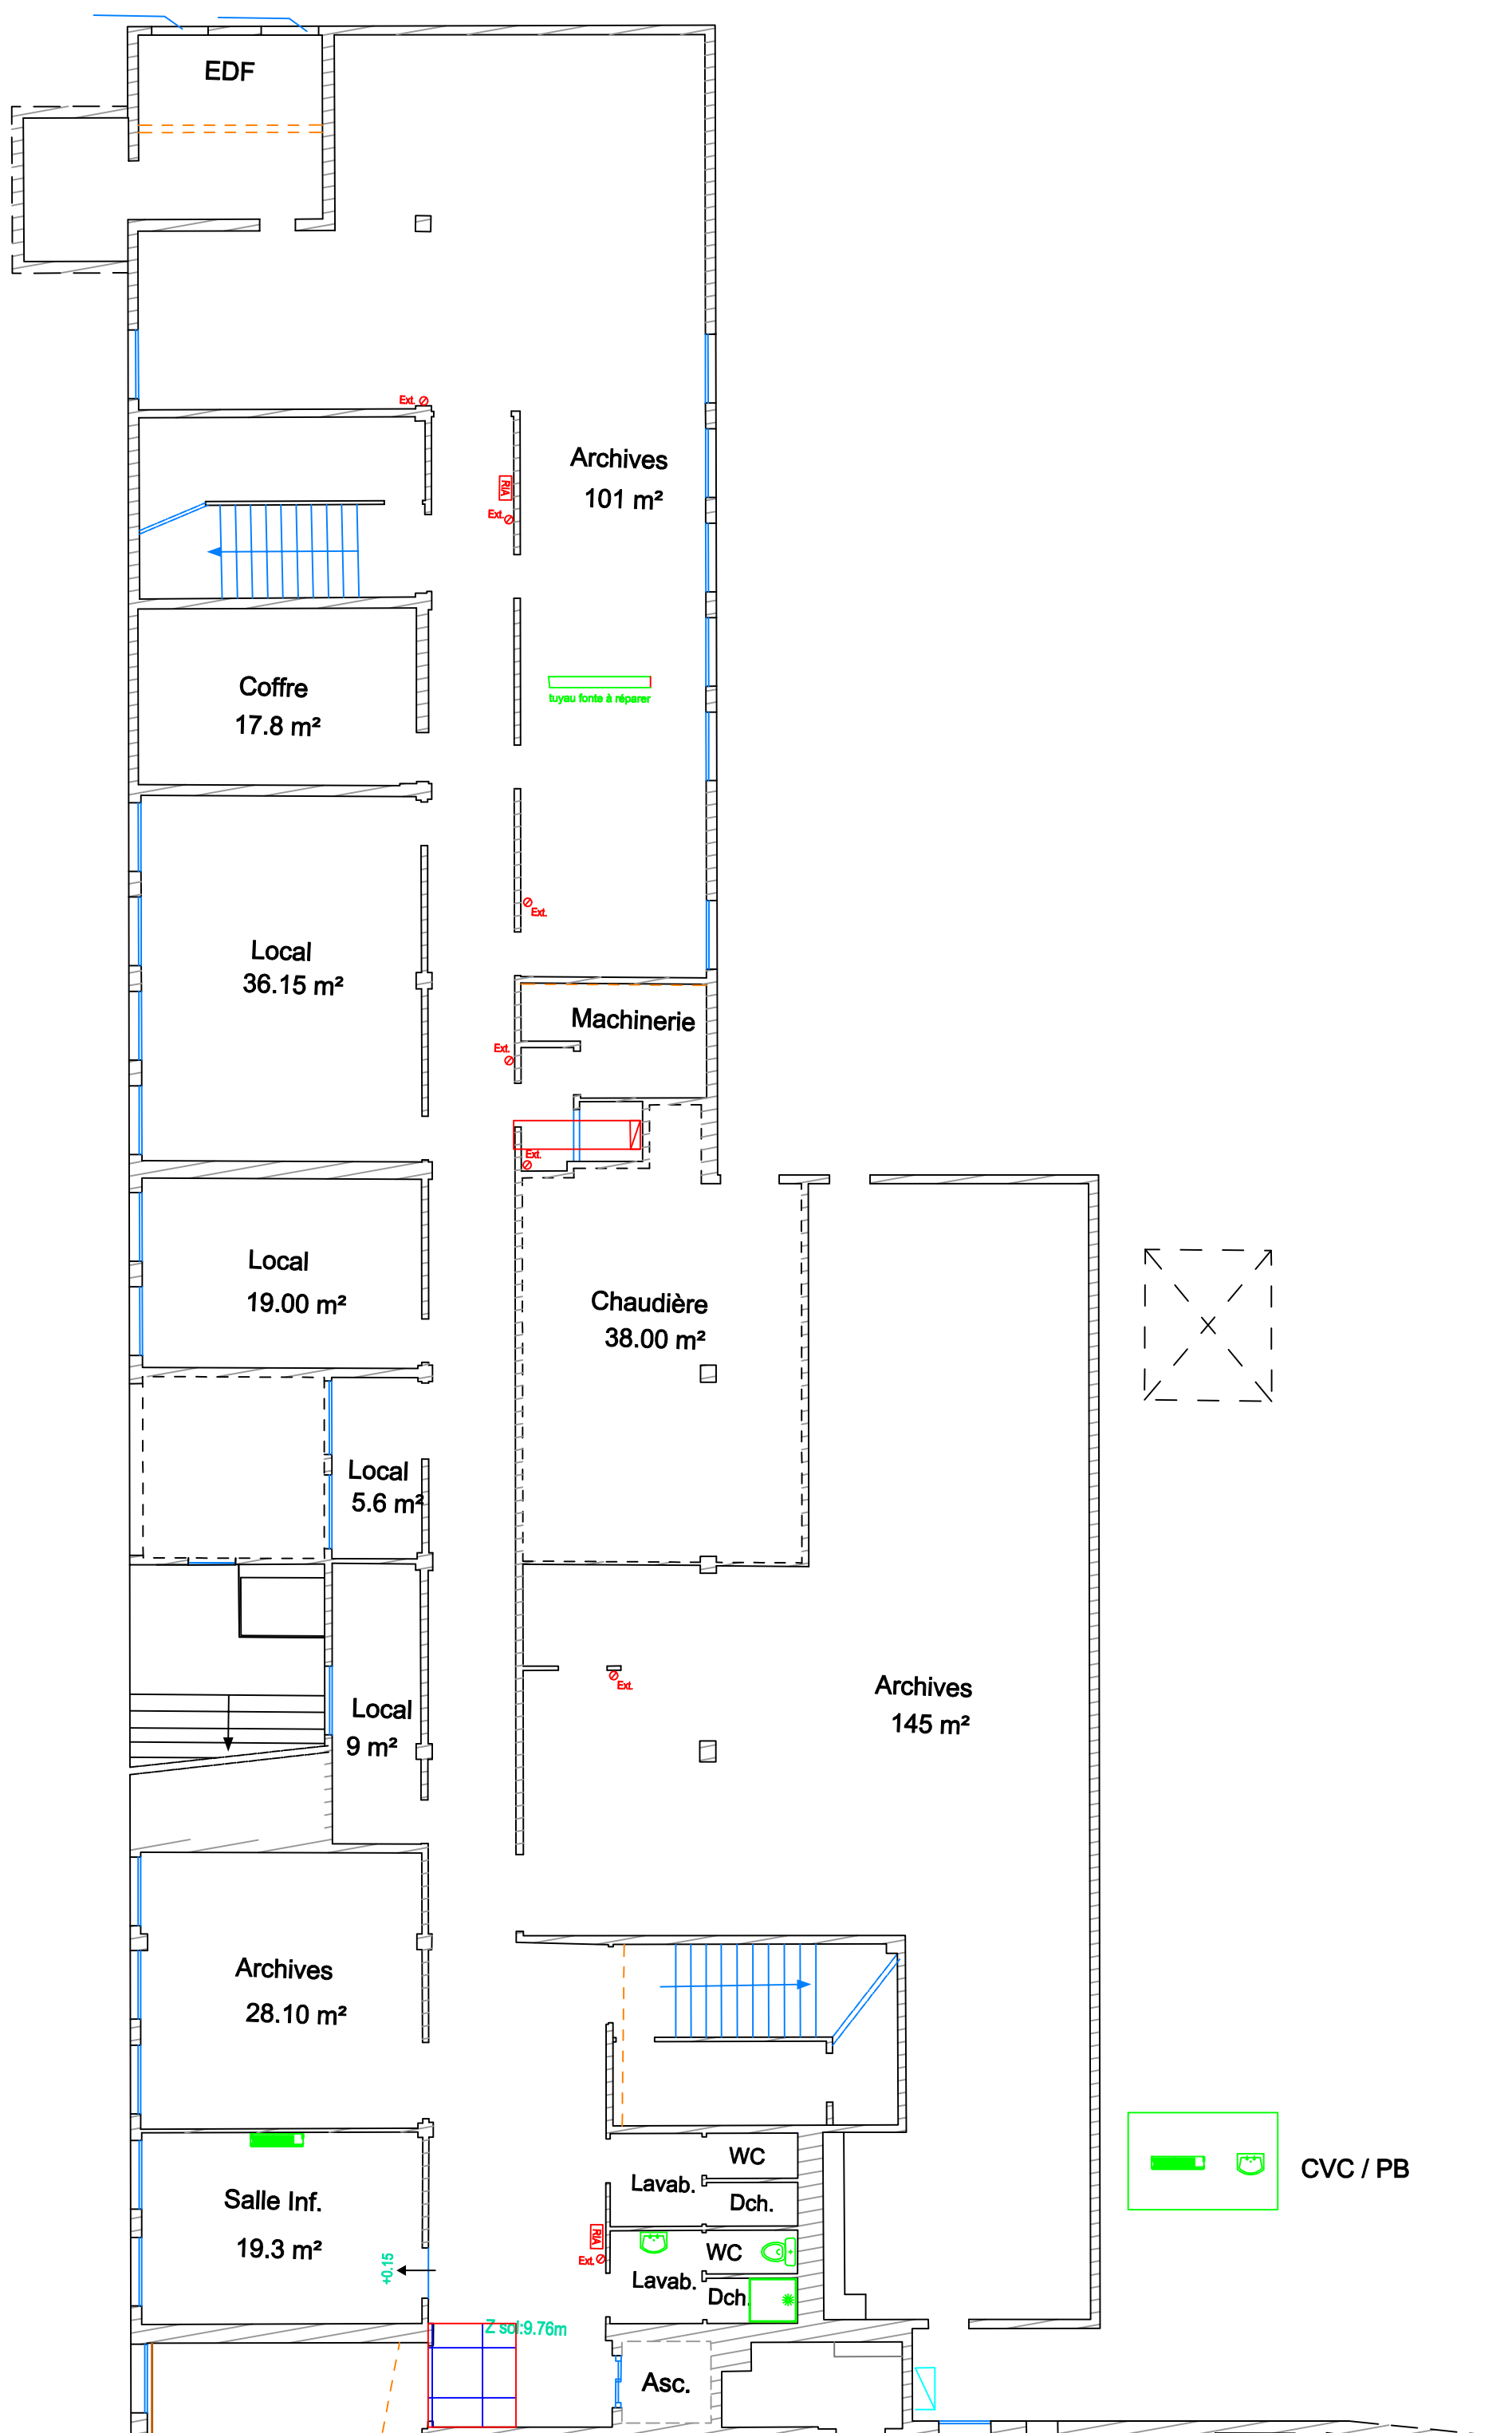 EDF
Ext.
Archives
101 m²
RIA
Ext.
Coffre
17.8 m²
tuyau fonte à réparer
Ext.
Local
36.15 m²
Machinerie
Ext.
Ext.
Local
19.00 m²
Chaudière
38.00 m²
Local
5.6 m²
Ext.
Archives
145 m²
Local
9 m²
Archives
28.10 m²
WC
Lavab.
Dch.
CVC / PB
Salle Inf.
19.3 m²
RIA
Ext.
WC
Lavab.
Dch.
+0.15
Z sol:9.76m
Asc.